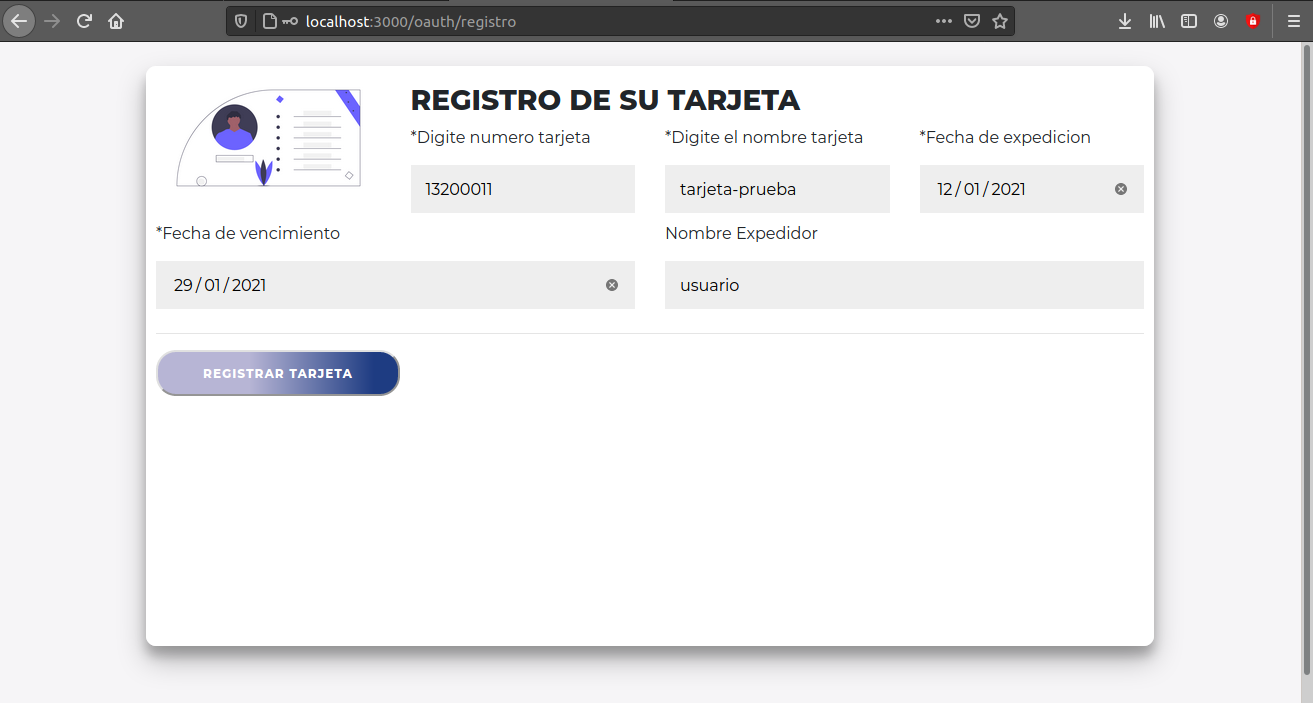 localhost:3000/oauth/registro
REGISTRO DE SU TARJETA
*Digite numero tarjeta *Digite el nombre tarjeta *Fecha de expedicion
13200011 tarjeta-prueba 12 / 01 / 2021
*Fecha de vencimiento Nombre Expedidor
29 / 01 / 2021 usuario
REGISTRAR TARJETA